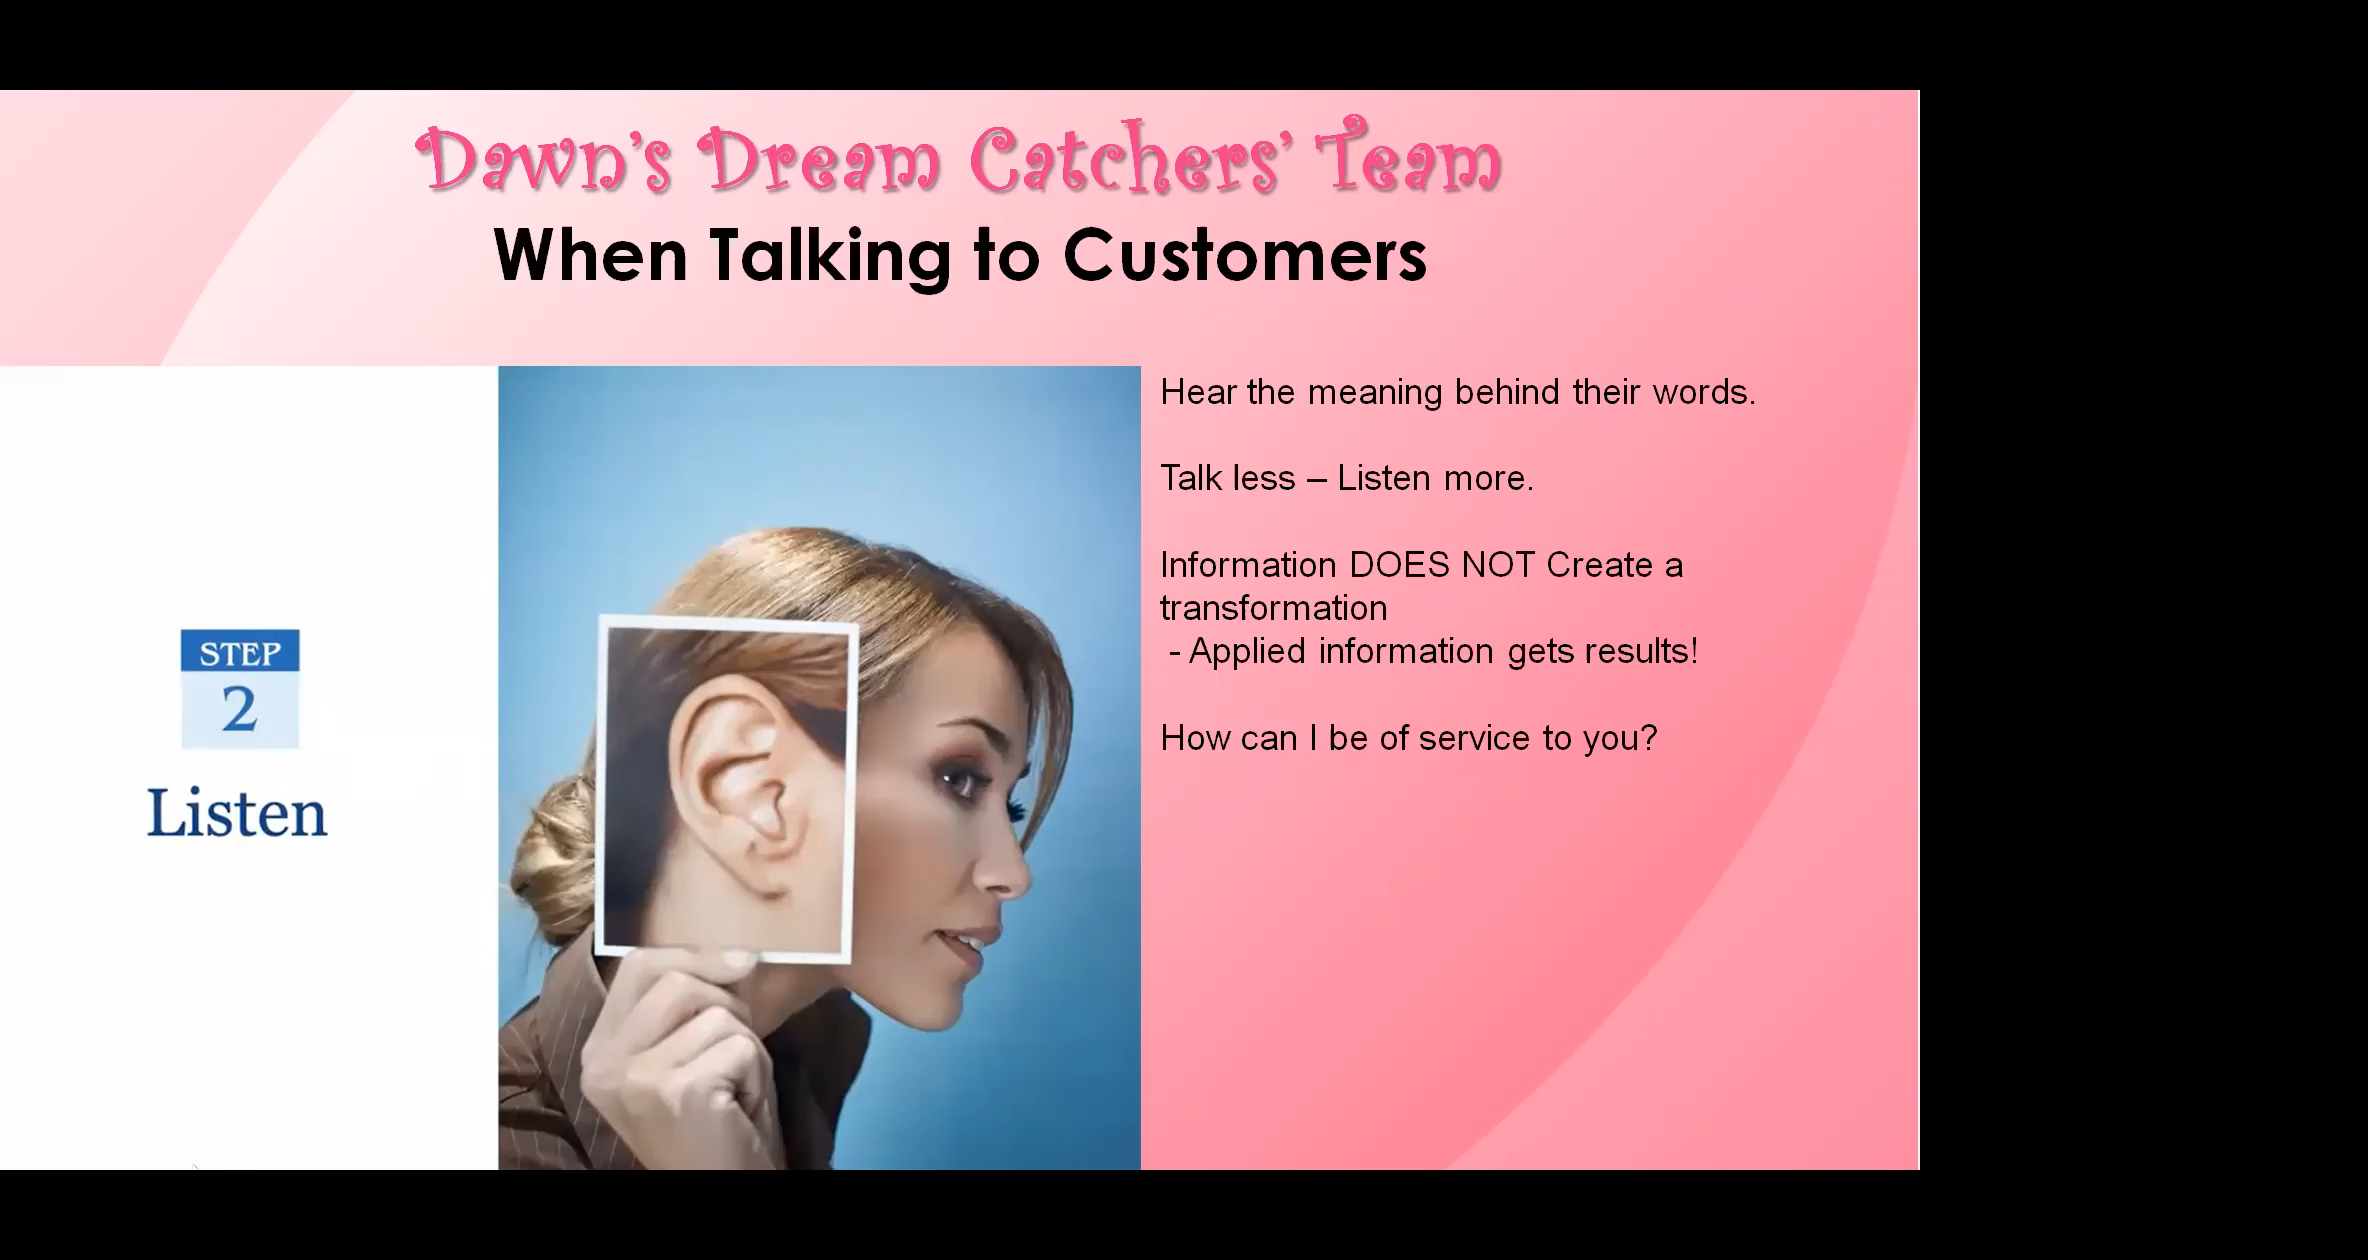 Dawn's Dream Catchers' Team
When Talking to Customers
STEP
2
Listen
Hear the meaning behind their words.
Talk less – Listen more.
Information DOES NOT Create a
transformation
- Applied information gets results!
How can I be of service to you?